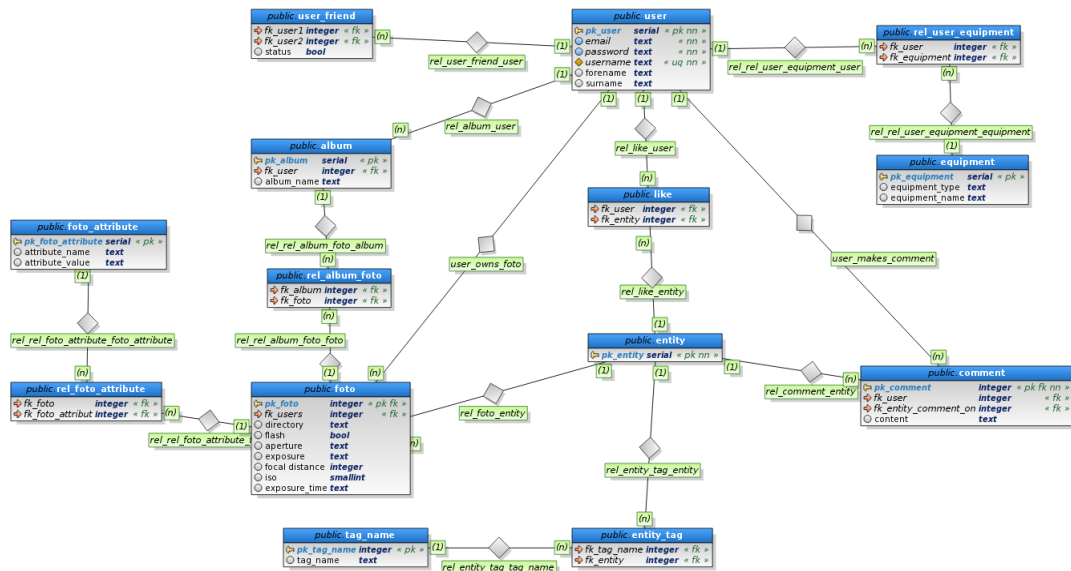 public.user_friend
fk_user1 integer « fk »
fk_user2 integer « fk »
status bool
(n)
rel_user_friend_user
(1)
public.user
pk_user serial « pk nn »
email text « nn »
password text « nn »
username text « uq nn »
forename text
surname text
(1)
rel_rel_user_equipment_user
(n)
public.rel_user_equipment
fk_user integer « fk »
fk_equipment integer « fk »
(n)
rel_rel_user_equipment_equipment
(1)
public.equipment
pk_equipment serial « pk »
equipment_type text
equipment_name text
(1)
rel_album_user
(n)
public.album
pk_album serial « pk »
fk_user integer « fk »
album_name text
(1)
rel_rel_album_foto_album
(n)
public.rel_album_foto
fk_album integer « fk »
fk_foto integer « fk »
(n)
rel_rel_album_foto_foto
(1)
(1)
user_owns_foto
(n)
(1)
rel_like_user
(n)
public.like
fk_user integer « fk »
fk_entity integer « fk »
(n)
rel_like_entity
(1)
(1)
user_makes_comment
(n)
public.foto_attribute
pk_foto_attribute serial « pk »
attribute_name text
attribute_value text
(1)
rel_rel_foto_attribute_foto_attribute
(n)
public.rel_foto_attribute
fk_foto integer « fk »
fk_foto_attribut integer « fk »
(n)
rel_rel_foto_attribute_
(1)
public.foto
pk_foto integer « pk fk »
fk_users integer « fk »
directory text
flash bool
aperture text
exposure text
focal distance integer
iso smallint
exposure_time text
(n)
rel_foto_entity
(1)
public.entity
pk_entity serial « pk nn »
(1)
rel_comment_entity
(n)
public.comment
pk_comment integer « pk fk nn »
fk_user integer « fk »
fk_entity_comment_on integer « fk »
content text
(1)
rel_entity_tag_entity
(n)
public.tag_name
pk_tag_name integer « pk »
tag_name text
(1)
rel_entity_tag_tag_name
(n)
public.entity_tag
fk_tag_name integer « fk »
fk_entity integer « fk »